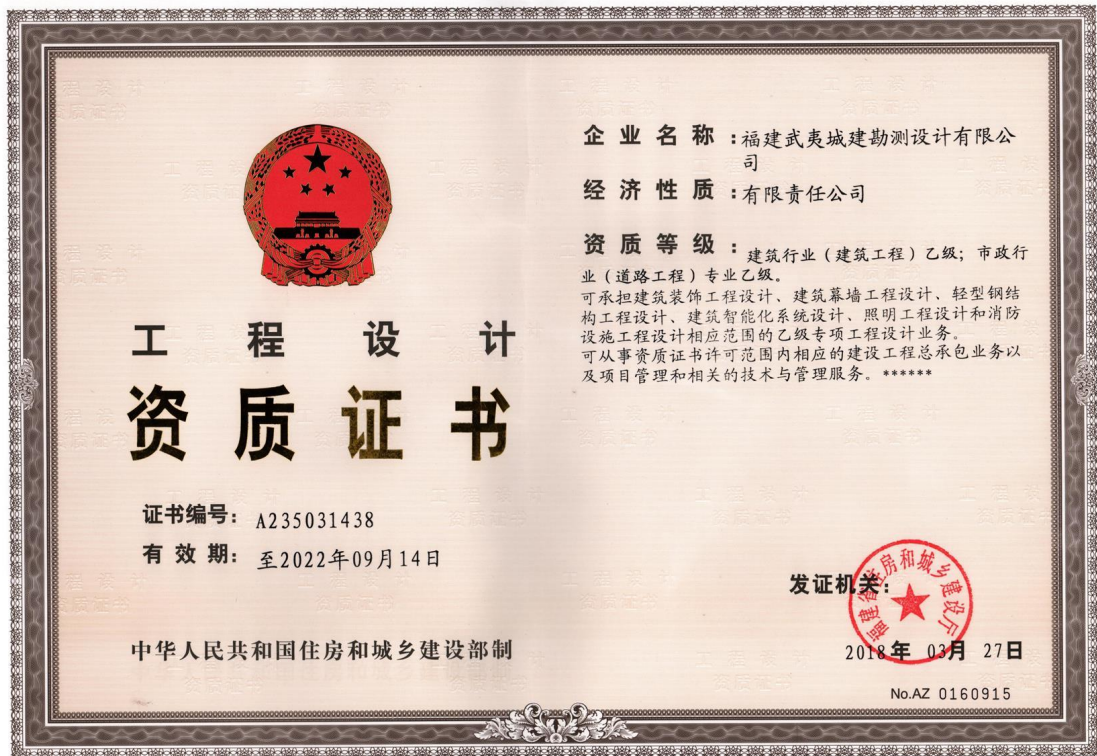 工程设计
资质证书
证书编号：A235031438
有效期：至2022年09月14日
中华人民共和国住房和城乡建设部制
企业名称：福建武夷城建勘测设计有限公
司
经济性质：有限责任公司
资质等级：建筑行业（建筑工程）乙级；市政行
业（道路工程）专业乙级。
可承担建筑装饰工程设计、建筑幕墙工程设计、轻型钢结
构工程设计、建筑智能化系统设计、照明工程设计和消防
设施工程设计相应范围的乙级专项工程设计业务。
可从事资质证书许可范围内相应的建设工程总承包业务以
及项目管理和相关的技术与管理服务。******
发证机关：
福建省住房和城乡建设厅
2018年 03月 27日
No.AZ 0160915